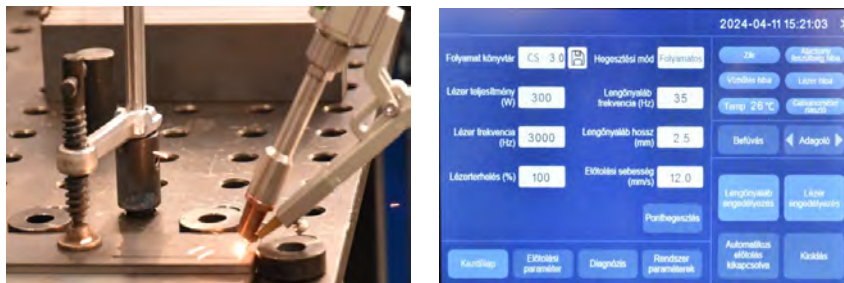 2024-04-11 15:21:03
Folyamat könyvtár CS 3.0 Hegesztési mód Folyamatos
Zár
Alacsony
feszültség hiba
Lézer teljesítmény
(W) 300
Lengőnyaláb
frekvencia (Hz) 35
Vízhűtés hiba
Lézer hiba
Temp 26°C
Lézer frekvencia
(Hz) 3000
Lengőnyaláb hossz
(mm) 2.5
Befúvás
Adagoló
Lézerterhelés (%) 100
Előtolási sebesség
(mm/s) 12.0
Lengőnyaláb
engedélyezés
Lézer
engedélyezés
Ponthegesztés
Kezdőlap
Előtolási
paraméter
Diagnózis
Rendszer
paraméterek
Automatikus
előtolás
kikapcsolva
Kioldás